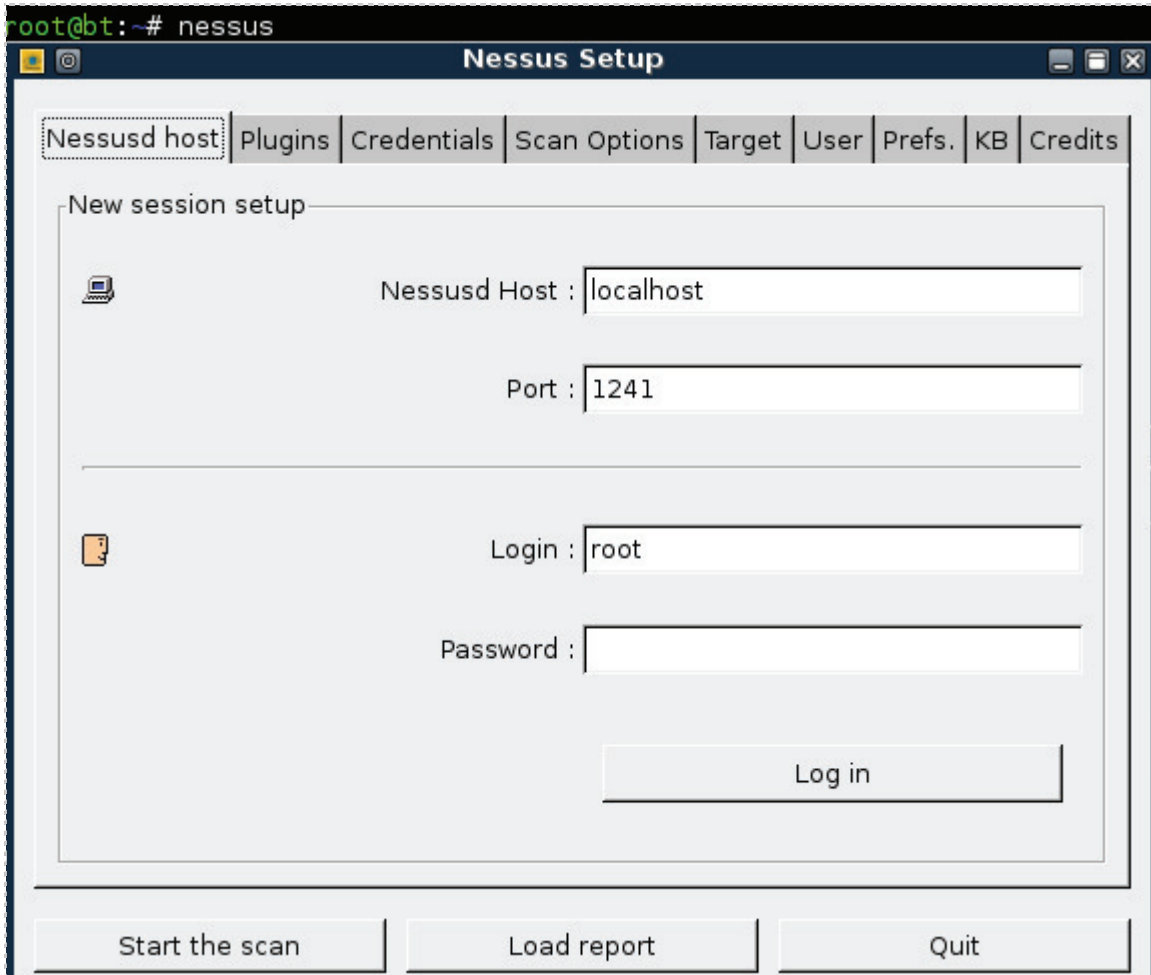 root@bt:~# nessus
Nessus Setup
Nessusd host Plugins Credentials Scan Options Target User Prefs. KB Credits
New session setup
Nessusd Host : localhost
Port : 1241
Login : root
Password :
Log in
Start the scan Load report Quit